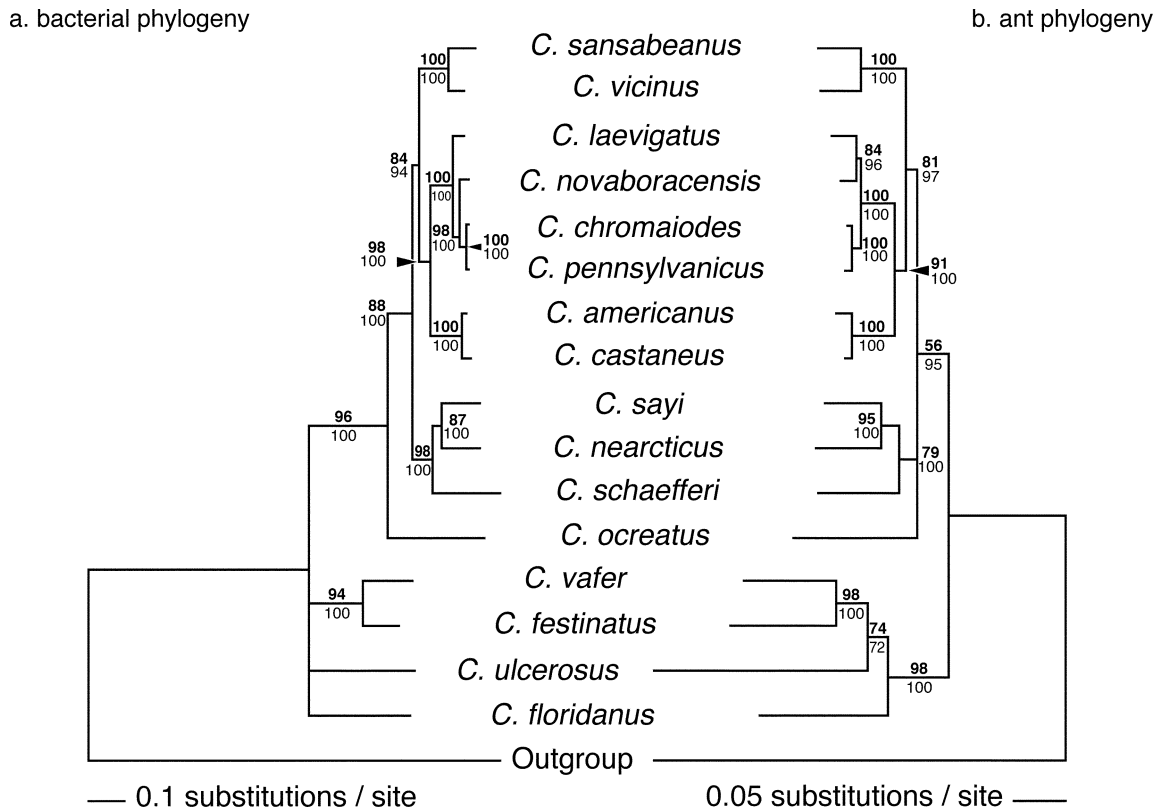 a. bacterial phylogeny
b. ant phylogeny
C. sansabeanus
100
100
100
100
C. vicinus
C. laevigatus
84
94
84
96
81
97
100
100
C. novaboracensis
100
100
C. chromaiodes
98
100
100
100
100
100
98
100
C. pennsylvanicus
91
100
88
100
C. americanus
100
100
100
100
C. castaneus
56
95
C. sayi
96
100
87
100
95
100
C. nearcticus
98
100
79
100
C. schaefferi
C. ocreatus
C. vafer
94
100
98
100
C. festinatus
74
72
C. ulcerosus
98
100
C. floridanus
Outgroup
0.1 substitutions / site
0.05 substitutions / site